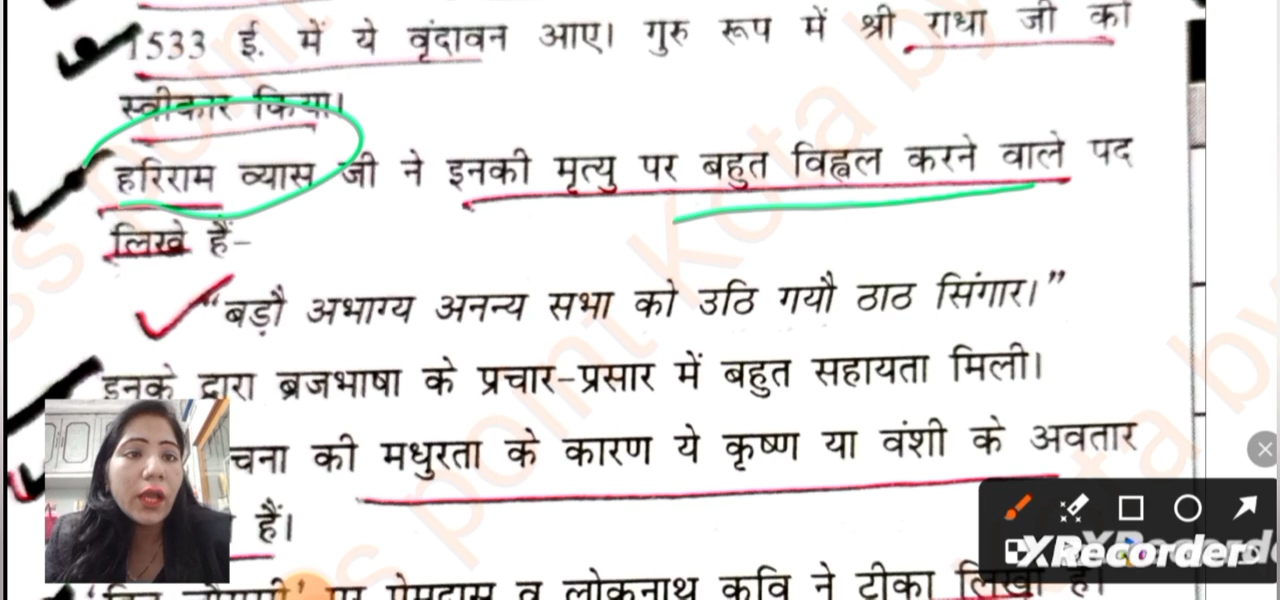 1533 ई. में ये वृंदावन आए। गुरु रूप में श्री राधा जी को
स्वीकार किया।
हरिराम व्यास जी ने इनकी मृत्यु पर बहुत विह्वल करने वाले पद
लिखे हैं-
“बड़ौ अभाग्य अनन्य सभा को उठि गयौ ठाठ सिंगार।”
इनके द्वारा ब्रजभाषा के प्रचार-प्रसार में बहुत सहायता मिली।
चना की मधुरता के कारण ये कृष्ण या वंशी के अवतार
हैं।
पर प्रेमदास व लोकनाथ कवि ने टीका लिखी है।
XRecorder